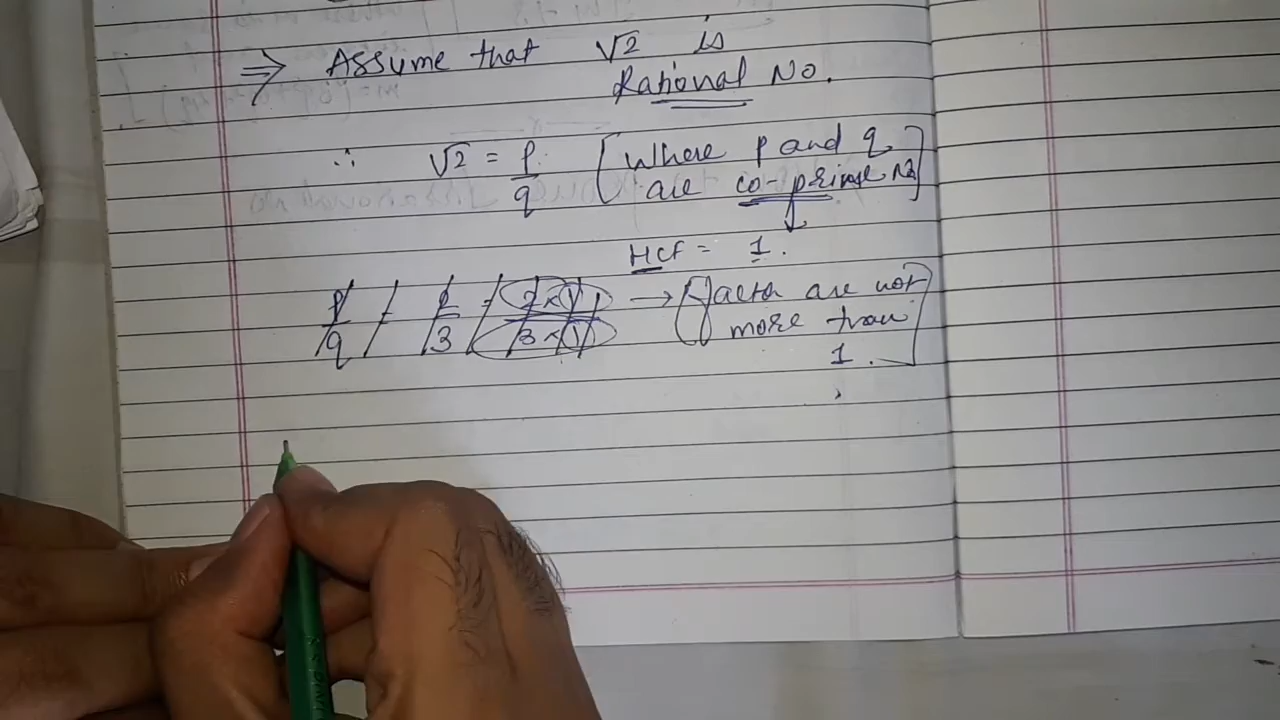 ⇒ Assume that √2 is
Rational No.
∴ √2 = p/q [Where p and q
are co-prime No]
↓
HCF = 1.
p/q = 2/3 = 2×1/3×1 → [factor are not
more than
1.]